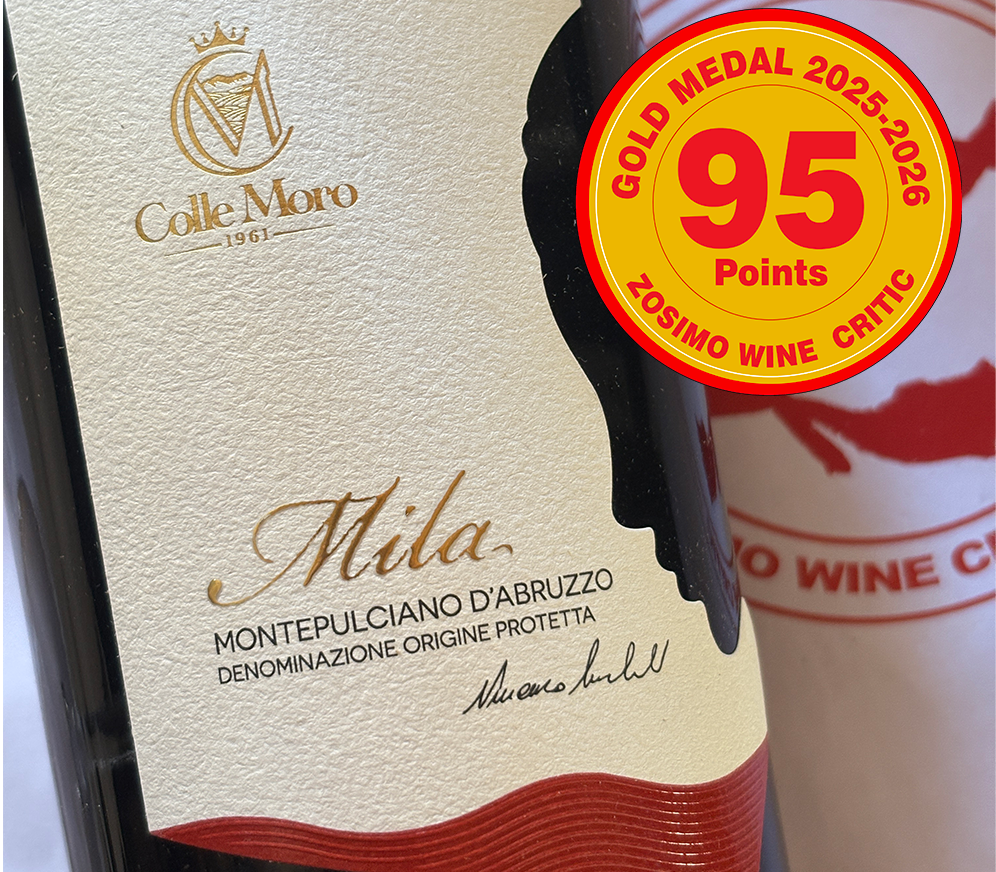 Colle Moro
1961
GOLD MEDAL 2025-2026
95
Points
ZOSIMO WINE CRITIC
Mila
MONTEPULCIANO D'ABRUZZO
DENOMINAZIONE ORIGINE PROTETTA
WINE